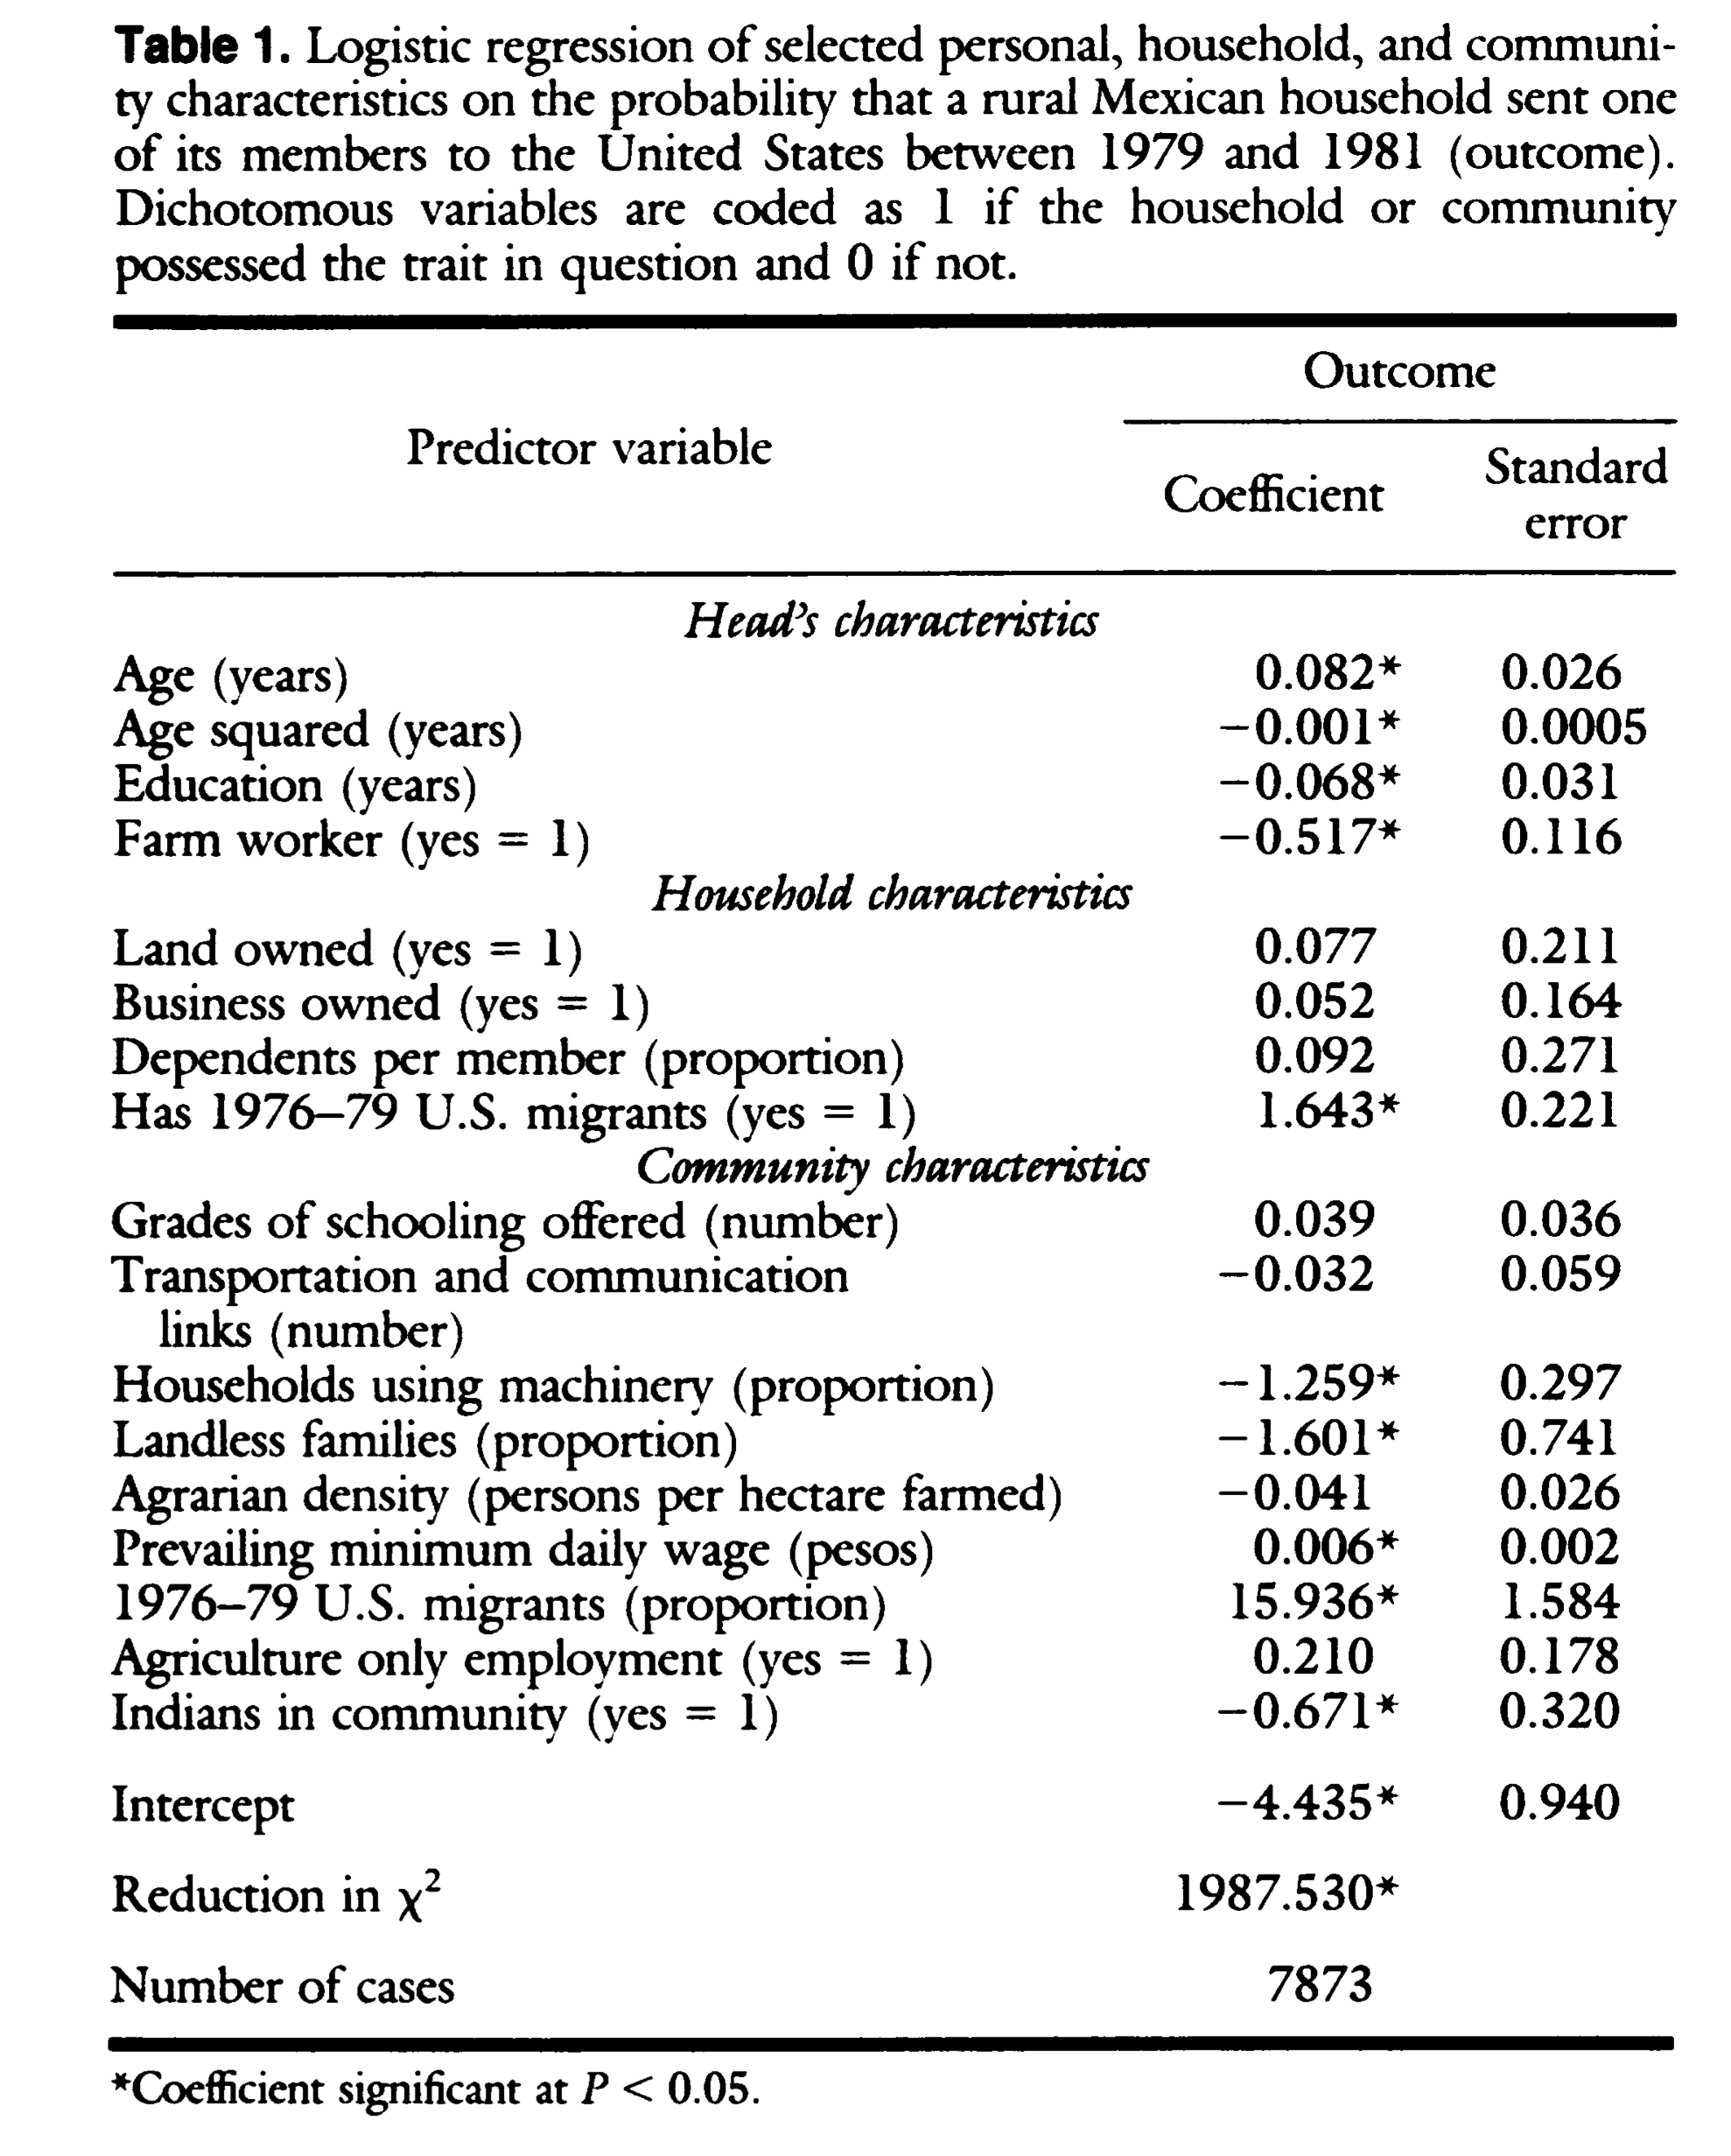 Table 1. Logistic regression of selected personal, household, and communi-
ty characteristics on the probability that a rural Mexican household sent one
of its members to the United States between 1979 and 1981 (outcome).
Dichotomous variables are coded as 1 if the household or community
possessed the trait in question and 0 if not.
Outcome
Predictor variable
Coefficient
Standard
error
Head's characteristics
Age (years) 0.082* 0.026
Age squared (years) −0.001* 0.0005
Education (years) −0.068* 0.031
Farm worker (yes = 1) −0.517* 0.116
Household characteristics
Land owned (yes = 1) 0.077 0.211
Business owned (yes = 1) 0.052 0.164
Dependents per member (proportion) 0.092 0.271
Has 1976–79 U.S. migrants (yes = 1) 1.643* 0.221
Community characteristics
Grades of schooling offered (number) 0.039 0.036
Transportation and communication −0.032 0.059
links (number)
Households using machinery (proportion) −1.259* 0.297
Landless families (proportion) −1.601* 0.741
Agrarian density (persons per hectare farmed) −0.041 0.026
Prevailing minimum daily wage (pesos) 0.006* 0.002
1976–79 U.S. migrants (proportion) 15.936* 1.584
Agriculture only employment (yes = 1) 0.210 0.178
Indians in community (yes = 1) −0.671* 0.320
Intercept −4.435* 0.940
Reduction in χ² 1987.530*
Number of cases 7873
*Coefficient significant at P < 0.05.